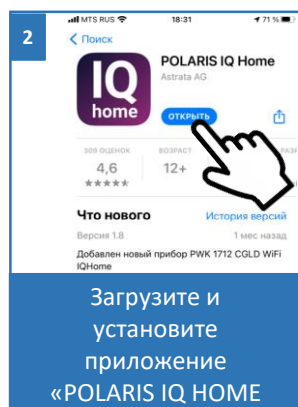 2
MTS RUS 18:31 71 %
Поиск
IQ home
POLARIS IQ Home
Astrata AG
ОТКРЫТЬ
309 ОЦЕНОК ВОЗРАСТ РАЗ
4,6 12+
★★★★★
Что нового История версий
Версия 1.8 1 мес назад
Добавлен новый прибор PWK 1712 CGLD WiFi
IQHome
Загрузите и
установите
приложение
«POLARIS IQ HOME